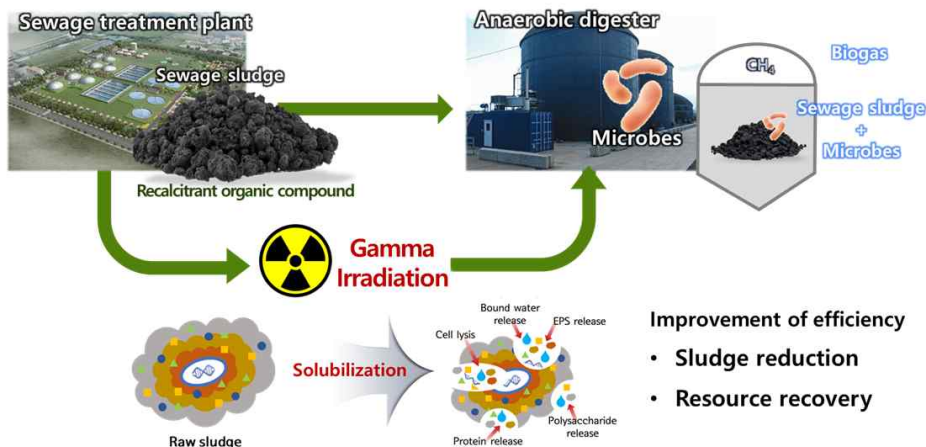 Sewage treatment plant
Sewage sludge
Recalcitrant organic compound
Anaerobic digester
Microbes
CH₄
Biogas
Sewage sludge
+
Microbes
Gamma
Irradiation
Raw sludge
Solubilization
Bound water
release
EPS release
Cell lysis
Polysaccharide
release
Protein release
Improvement of efficiency
• Sludge reduction
• Resource recovery